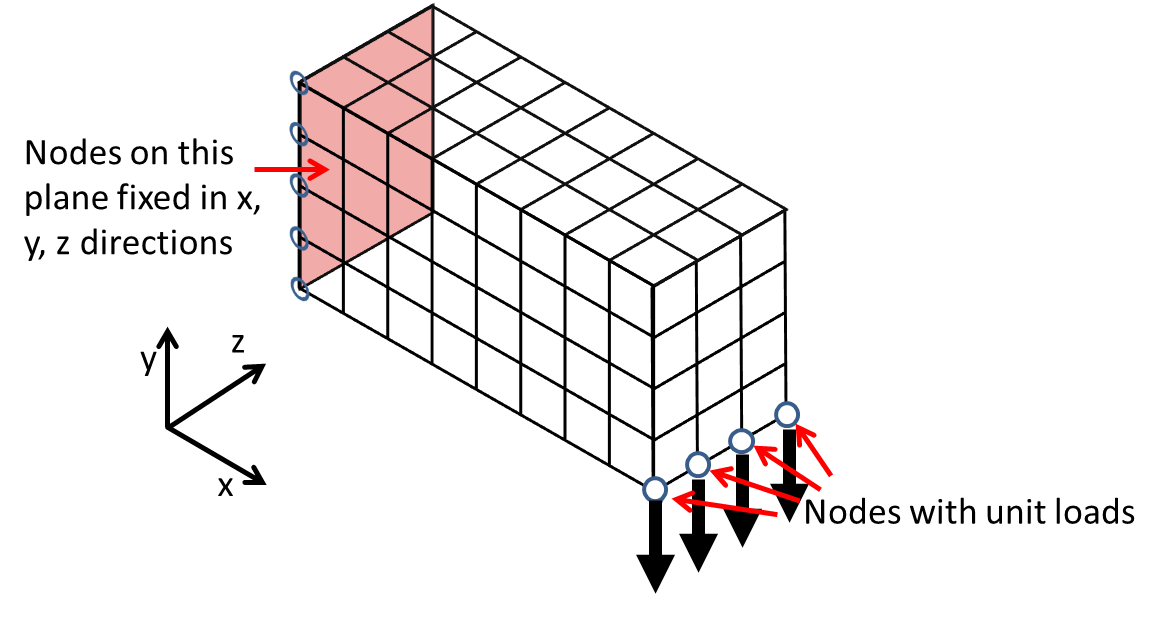 Nodes on this
plane fixed in x,
y, z directions
y
z
x
Nodes with unit loads